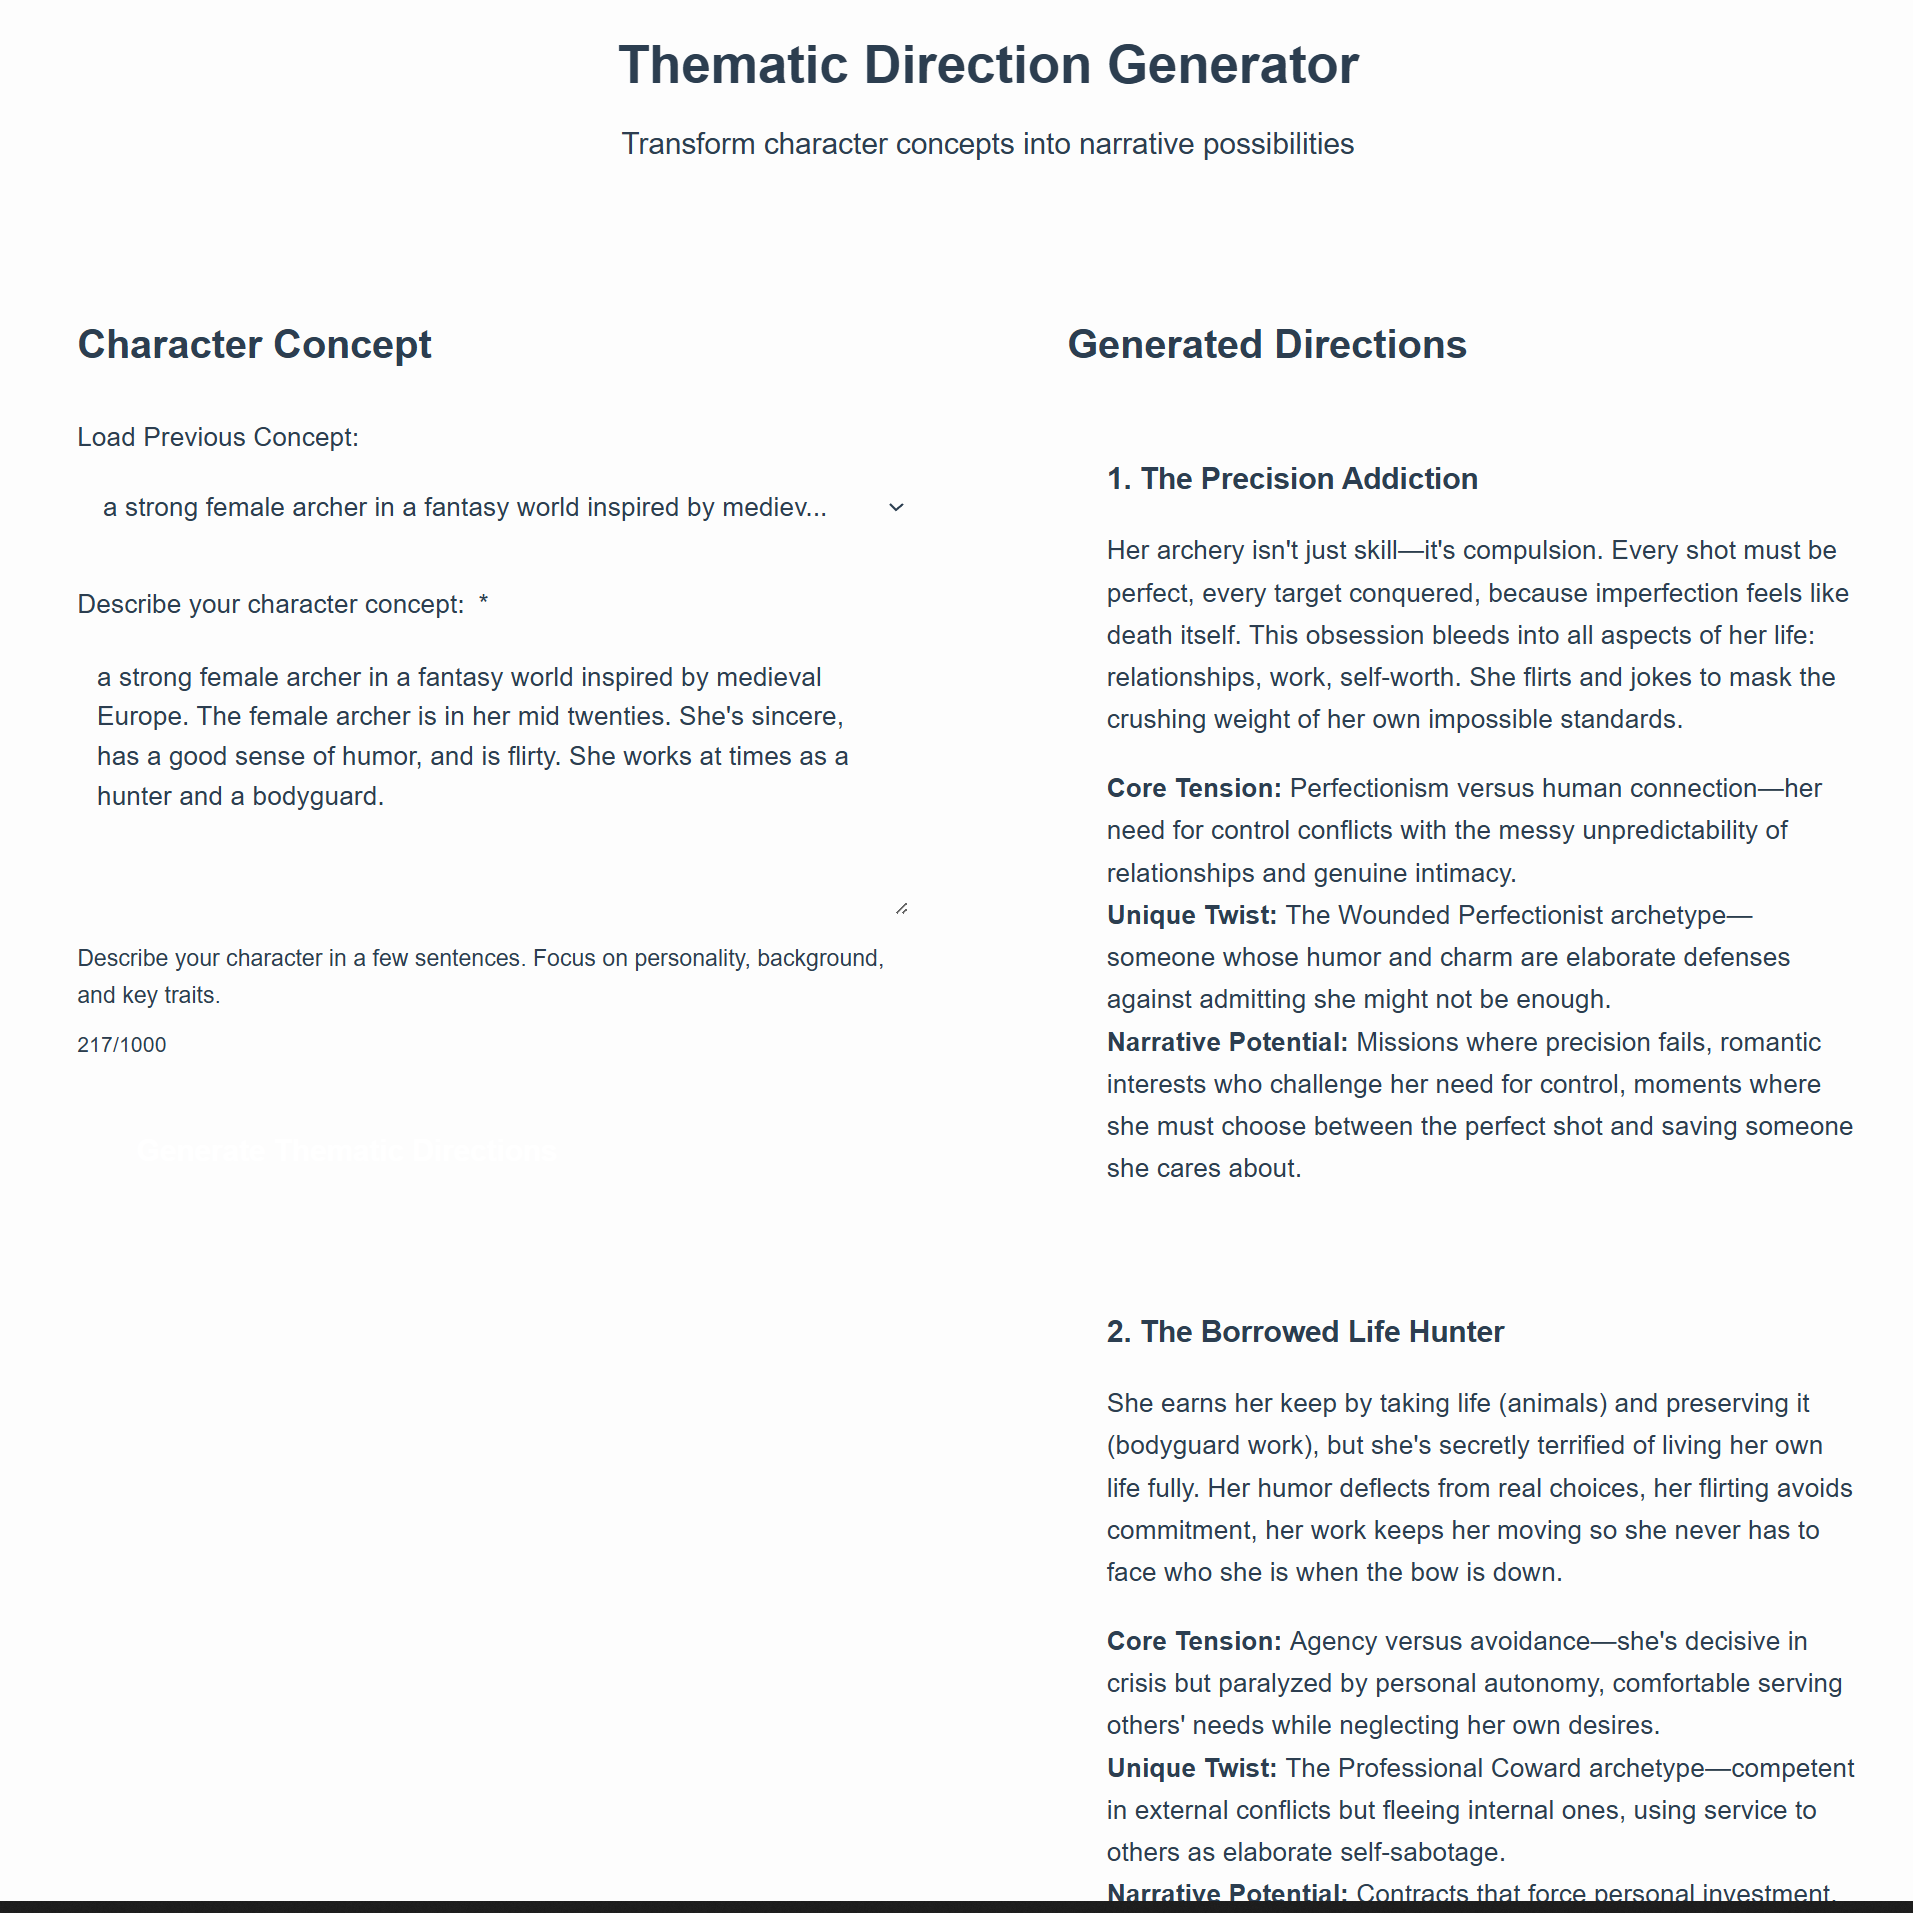 Thematic Direction Generator
Transform character concepts into narrative possibilities
Character Concept
Load Previous Concept:
a strong female archer in a fantasy world inspired by mediev...
Describe your character concept: *
a strong female archer in a fantasy world inspired by medieval
Europe. The female archer is in her mid twenties. She's sincere,
has a good sense of humor, and is flirty. She works at times as a
hunter and a bodyguard.
Describe your character in a few sentences. Focus on personality, background,
and key traits.
217/1000
Generate Thematic Directions
Generated Directions
1. The Precision Addiction
Her archery isn't just skill—it's compulsion. Every shot must be
perfect, every target conquered, because imperfection feels like
death itself. This obsession bleeds into all aspects of her life:
relationships, work, self-worth. She flirts and jokes to mask the
crushing weight of her own impossible standards.
Core Tension: Perfectionism versus human connection—her
need for control conflicts with the messy unpredictability of
relationships and genuine intimacy.
Unique Twist: The Wounded Perfectionist archetype—
someone whose humor and charm are elaborate defenses
against admitting she might not be enough.
Narrative Potential: Missions where precision fails, romantic
interests who challenge her need for control, moments where
she must choose between the perfect shot and saving someone
she cares about.
2. The Borrowed Life Hunter
She earns her keep by taking life (animals) and preserving it
(bodyguard work), but she's secretly terrified of living her own
life fully. Her humor deflects from real choices, her flirting avoids
commitment, her work keeps her moving so she never has to
face who she is when the bow is down.
Core Tension: Agency versus avoidance—she's decisive in
crisis but paralyzed by personal autonomy, comfortable serving
others' needs while neglecting her own desires.
Unique Twist: The Professional Coward archetype—competent
in external conflicts but fleeing internal ones, using service to
others as elaborate self-sabotage.
Narrative Potential: Contracts that force personal investment,